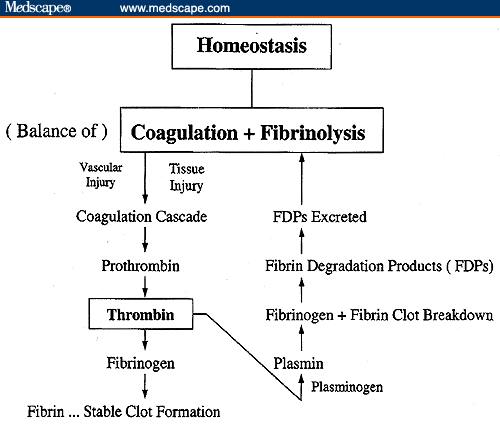 Medscape® www.medscape.com
Homeostasis
( Balance of ) Coagulation + Fibrinolysis
Vascular
Injury
Tissue
Injury
Coagulation Cascade
Prothrombin
Thrombin
Fibrinogen
Fibrin ... Stable Clot Formation
FDPs Excreted
Fibrin Degradation Products ( FDPs)
Fibrinogen + Fibrin Clot Breakdown
Plasmin
Plasminogen